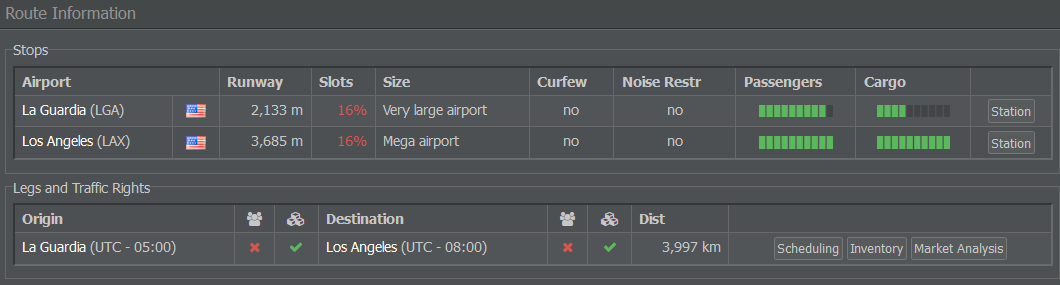 Route Information
Stops
Airport Runway Slots Size Curfew Noise Restr Passengers Cargo
La Guardia (LGA) 2,133 m 16% Very large airport no no Station
Los Angeles (LAX) 3,685 m 16% Mega airport no no Station
Legs and Traffic Rights
Origin Destination Dist
La Guardia (UTC - 05:00) Los Angeles (UTC - 08:00) 3,997 km Scheduling Inventory Market Analysis